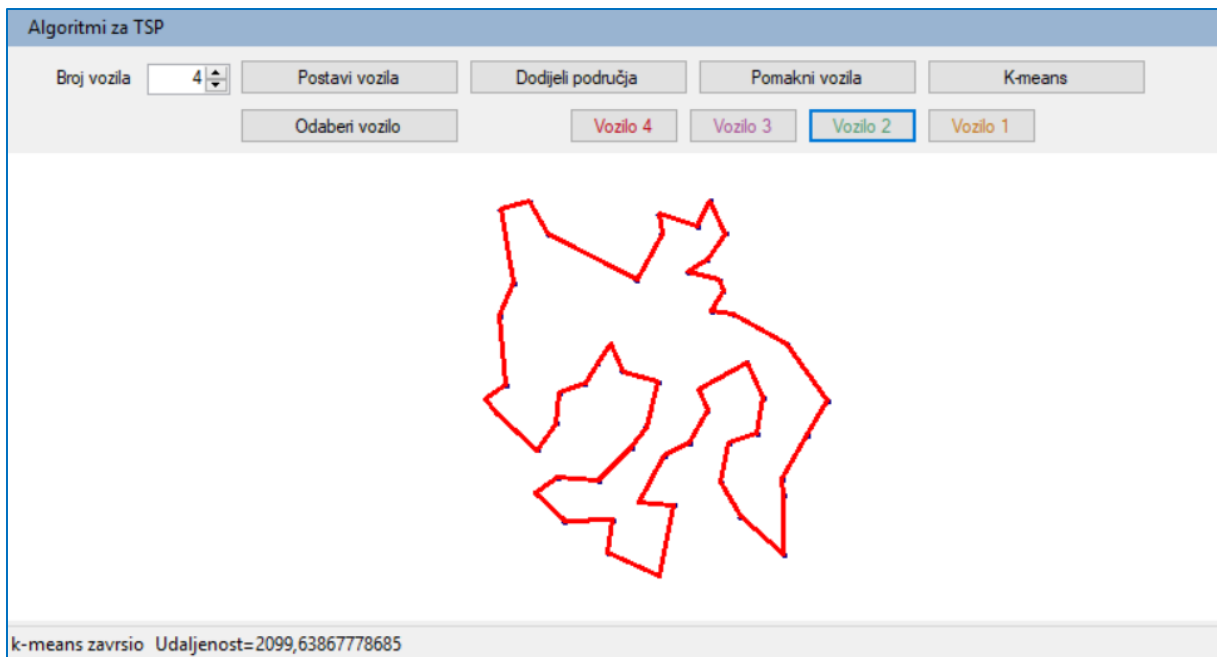 Algoritmi za TSP
Broj vozila 4 Postavi vozila Dodijeli područja Pomakni vozila K-means
Odaberi vozilo Vozilo 4 Vozilo 3 Vozilo 2 Vozilo 1
k-means zavrsio Udaljenost=2099,63867778685